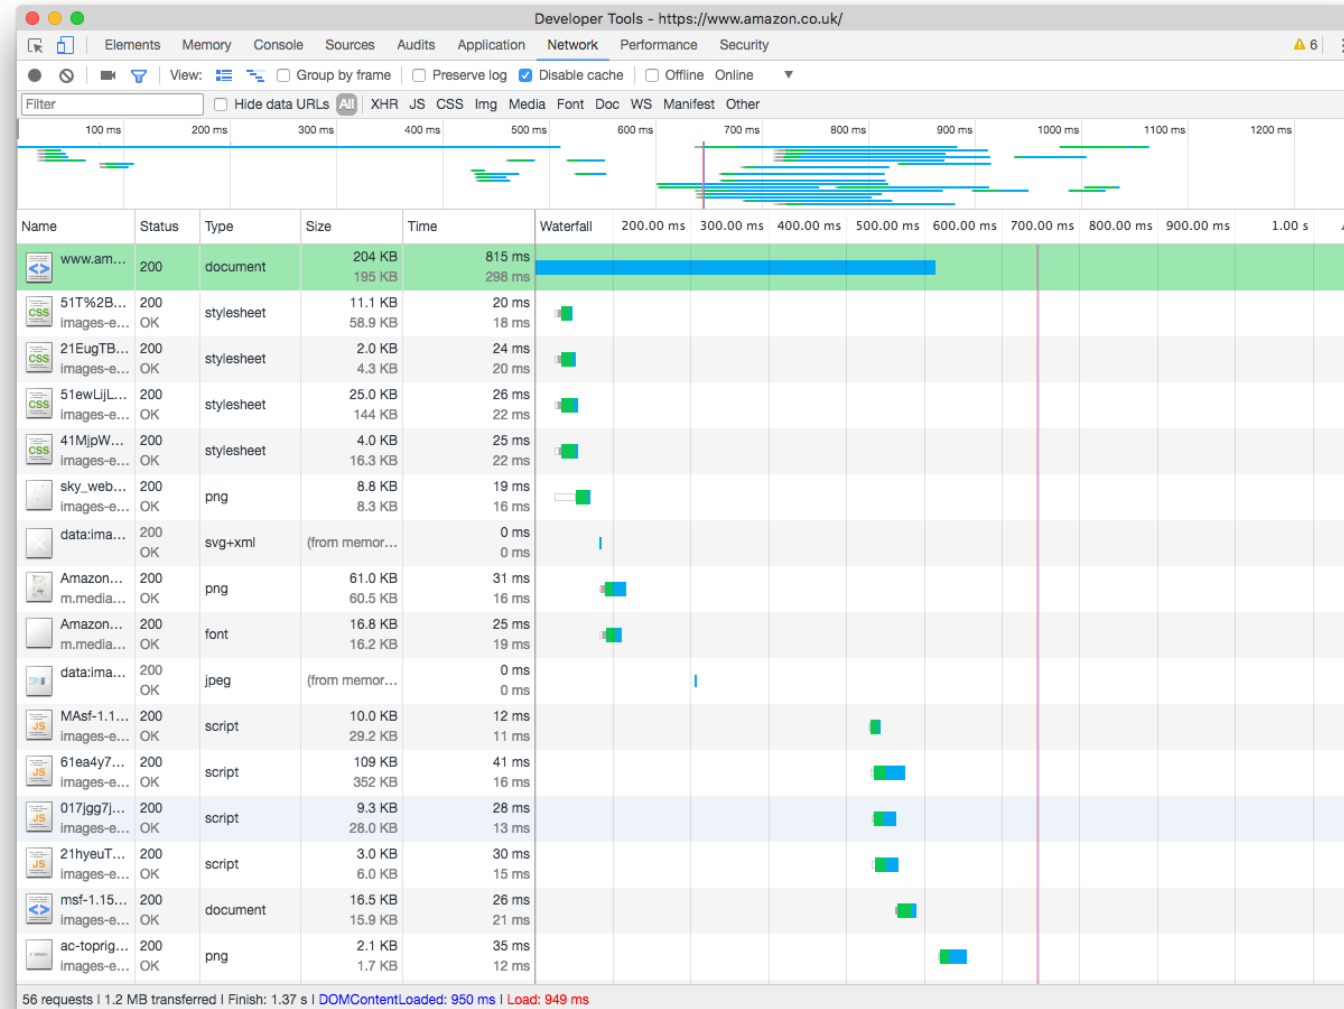 Developer Tools - https://www.amazon.co.uk/
Elements Memory Console Sources Audits Application Network Performance Security 6
View: Group by frame Preserve log Disable cache Offline Online
Filter Hide data URLs All XHR JS CSS Img Media Font Doc WS Manifest Other
100 ms 200 ms 300 ms 400 ms 500 ms 600 ms 700 ms 800 ms 900 ms 1000 ms 1100 ms 1200 ms
Name Status Type Size Time Waterfall 200.00 ms 300.00 ms 400.00 ms 500.00 ms 600.00 ms 700.00 ms 800.00 ms 900.00 ms 1.00 s
www.am... 200 document 204 KB 815 ms
195 KB 298 ms
CSS 51T%2B... 200 stylesheet 11.1 KB 20 ms
images-e... OK 58.9 KB 18 ms
CSS 21EugTB... 200 stylesheet 2.0 KB 24 ms
images-e... OK 4.3 KB 20 ms
CSS 51ewLijL... 200 stylesheet 25.0 KB 26 ms
images-e... OK 144 KB 22 ms
CSS 41MjpW... 200 stylesheet 4.0 KB 25 ms
images-e... OK 16.3 KB 22 ms
sky_web... 200 png 8.8 KB 19 ms
images-e... OK 8.3 KB 16 ms
data:ima... 200 svg+xml (from memor... 0 ms
OK 0 ms
Amazon... 200 png 61.0 KB 31 ms
m.media... OK 60.5 KB 16 ms
Amazon... 200 font 16.8 KB 25 ms
m.media... OK 16.2 KB 19 ms
data:ima... 200 jpeg (from memor... 0 ms
OK 0 ms
JS MAsf-1.1... 200 script 10.0 KB 12 ms
images-e... OK 29.2 KB 11 ms
JS 61ea4y7... 200 script 109 KB 41 ms
images-e... OK 352 KB 16 ms
JS 017jgg7j... 200 script 9.3 KB 28 ms
images-e... OK 28.0 KB 13 ms
JS 21hyeuT... 200 script 3.0 KB 30 ms
images-e... OK 6.0 KB 15 ms
msf-1.15... 200 document 16.5 KB 26 ms
images-e... OK 15.9 KB 21 ms
ac-toprig... 200 png 2.1 KB 35 ms
images-e... OK 1.7 KB 12 ms
56 requests | 1.2 MB transferred | Finish: 1.37 s | DOMContentLoaded: 950 ms | Load: 949 ms